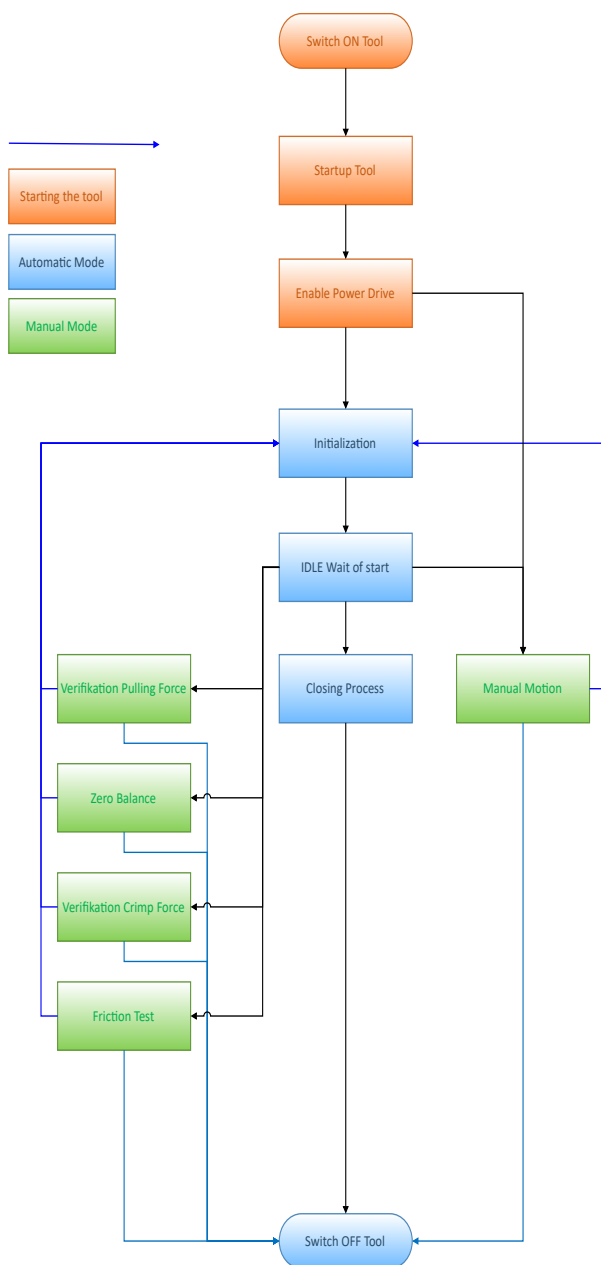 Switch ON Tool
Startup Tool
Starting the tool
Automatic Mode
Enable Power Drive
Manual Mode
Initialization
IDLE Wait of start
Verifikation Pulling Force
Closing Process
Manual Motion
Zero Balance
Verifikation Crimp Force
Friction Test
Switch OFF Tool